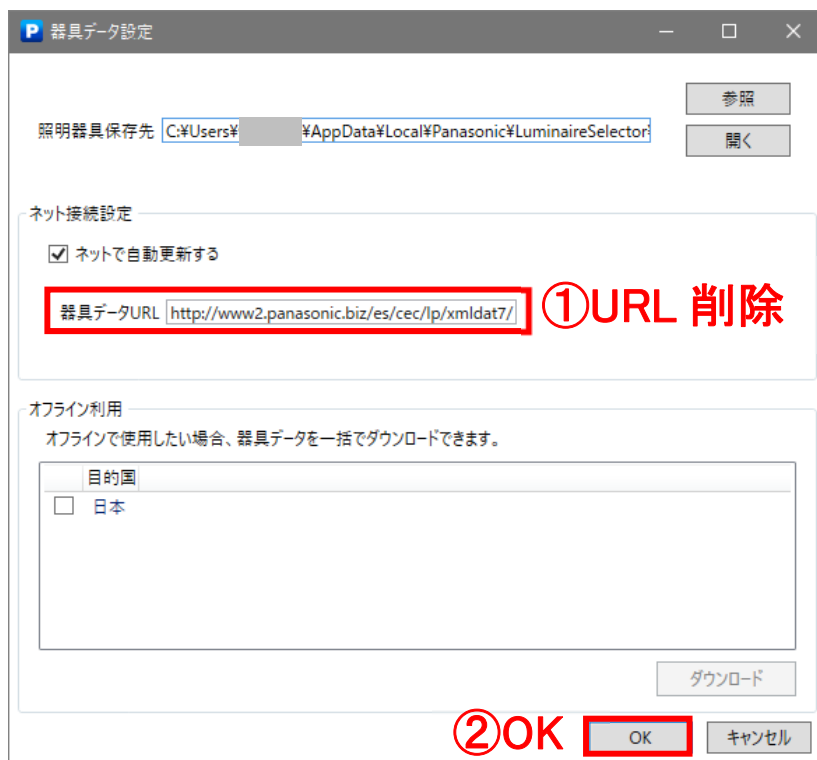 P 器具データ設定
参照
照明器具保存先 C:¥Users¥ ¥AppData¥Local¥Panasonic¥LuminaireSelector¥
開く
ネット接続設定
ネットで自動更新する
器具データURL http://www2.panasonic.biz/es/cec/lp/xmldat7/
①URL 削除
オフライン利用
オフラインで使用したい場合、器具データを一括でダウンロードできます。
目的国
日本
ダウンロード
②OK
OK
キャンセル